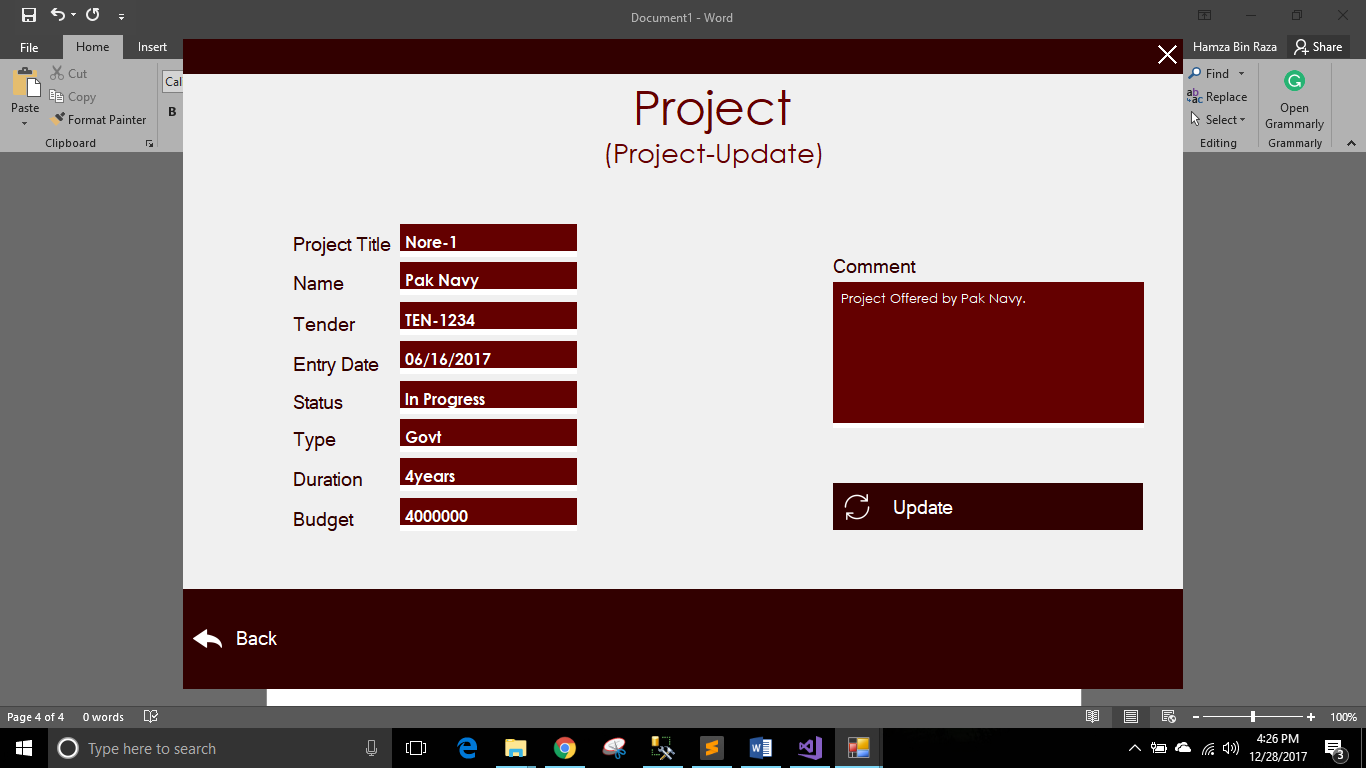 Document1 - Word
File Home Insert Hamza Bin Raza Share
Cut
Copy
Format Painter
Paste
Clipboard
Cal
B
Find
Replace
Select
Editing
Open
Grammarly
Grammarly
Project
(Project-Update)
Project Title Nore-1
Name Pak Navy
Tender TEN-1234
Entry Date 06/16/2017
Status In Progress
Type Govt
Duration 4years
Budget 4000000
Comment
Project Offered by Pak Navy.
Update
Back
Page 4 of 4 0 words 100%
Type here to search
4:26 PM
12/28/2017
3